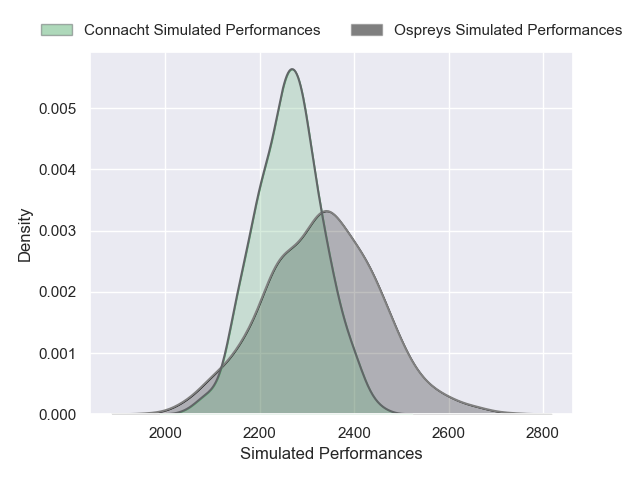 Connacht Simulated Performances
Ospreys Simulated Performances
0.005
0.004
0.003
0.002
0.001
0.000
Density
2000 2200 2400 2600 2800
Simulated Performances